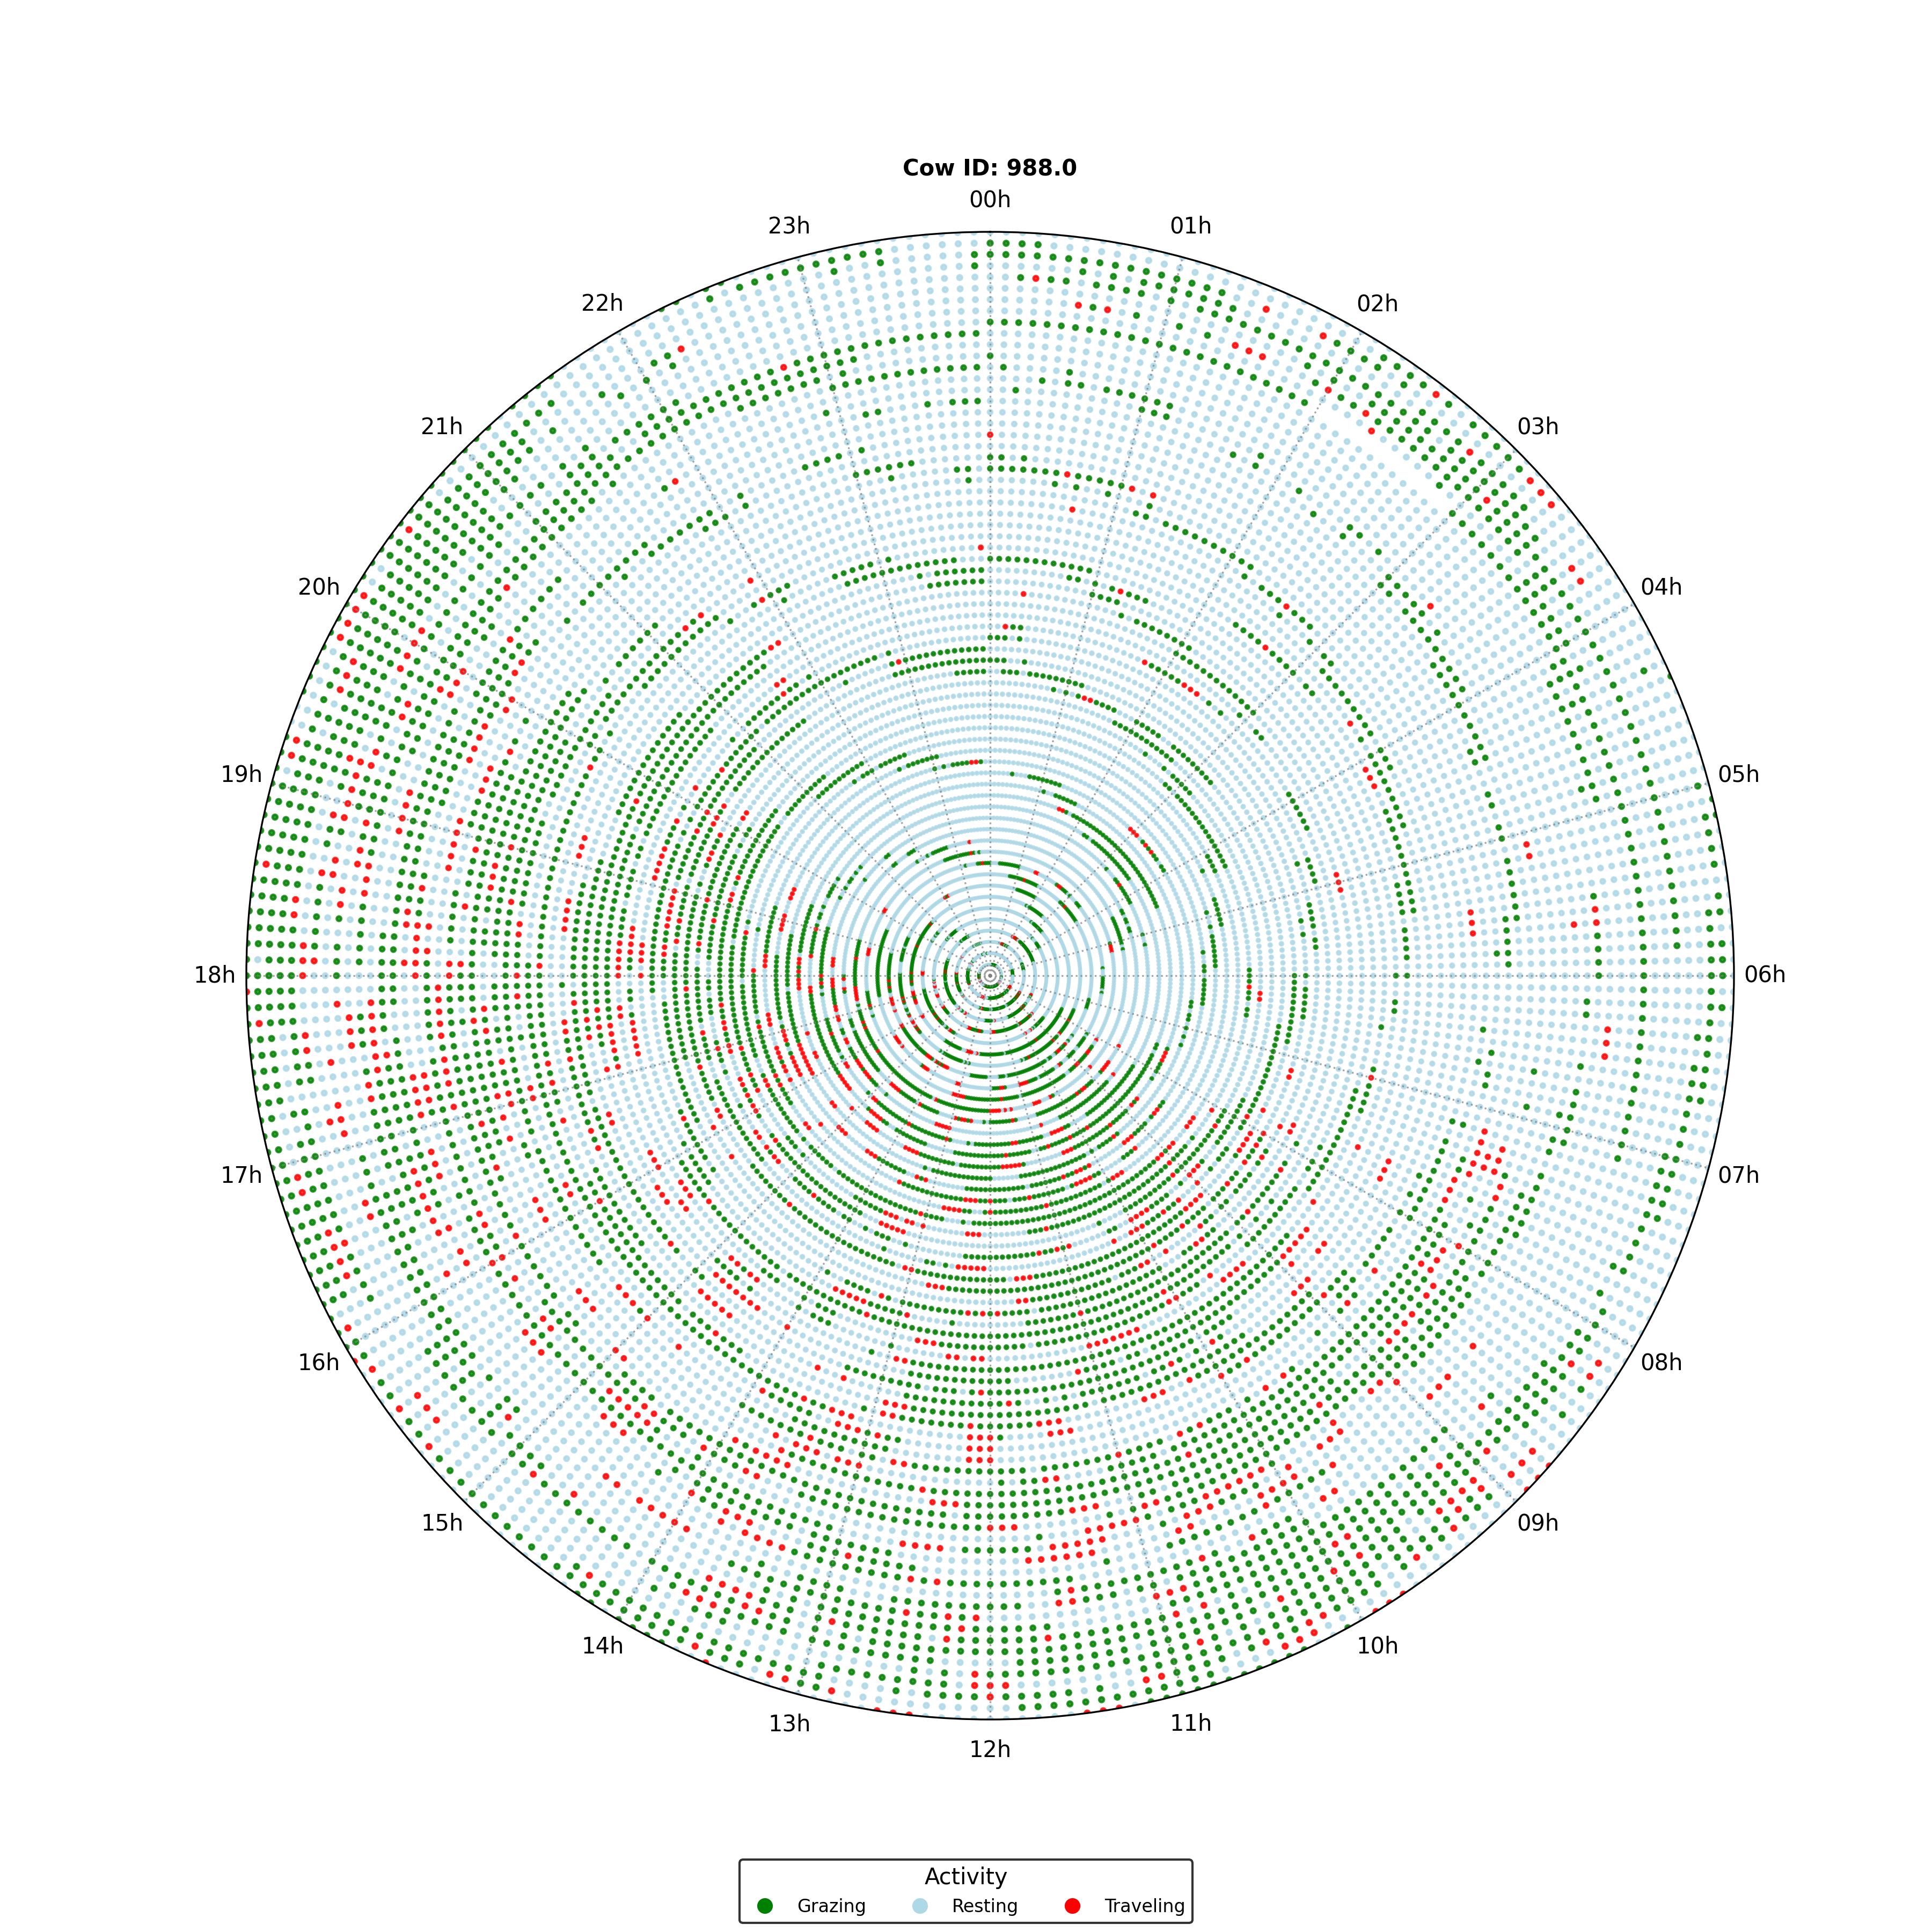 Cow ID: 988.0
00h
01h
02h
03h
04h
05h
06h
07h
08h
09h
10h
11h
12h
13h
14h
15h
16h
17h
18h
19h
20h
21h
22h
23h
Activity
Grazing Resting Traveling